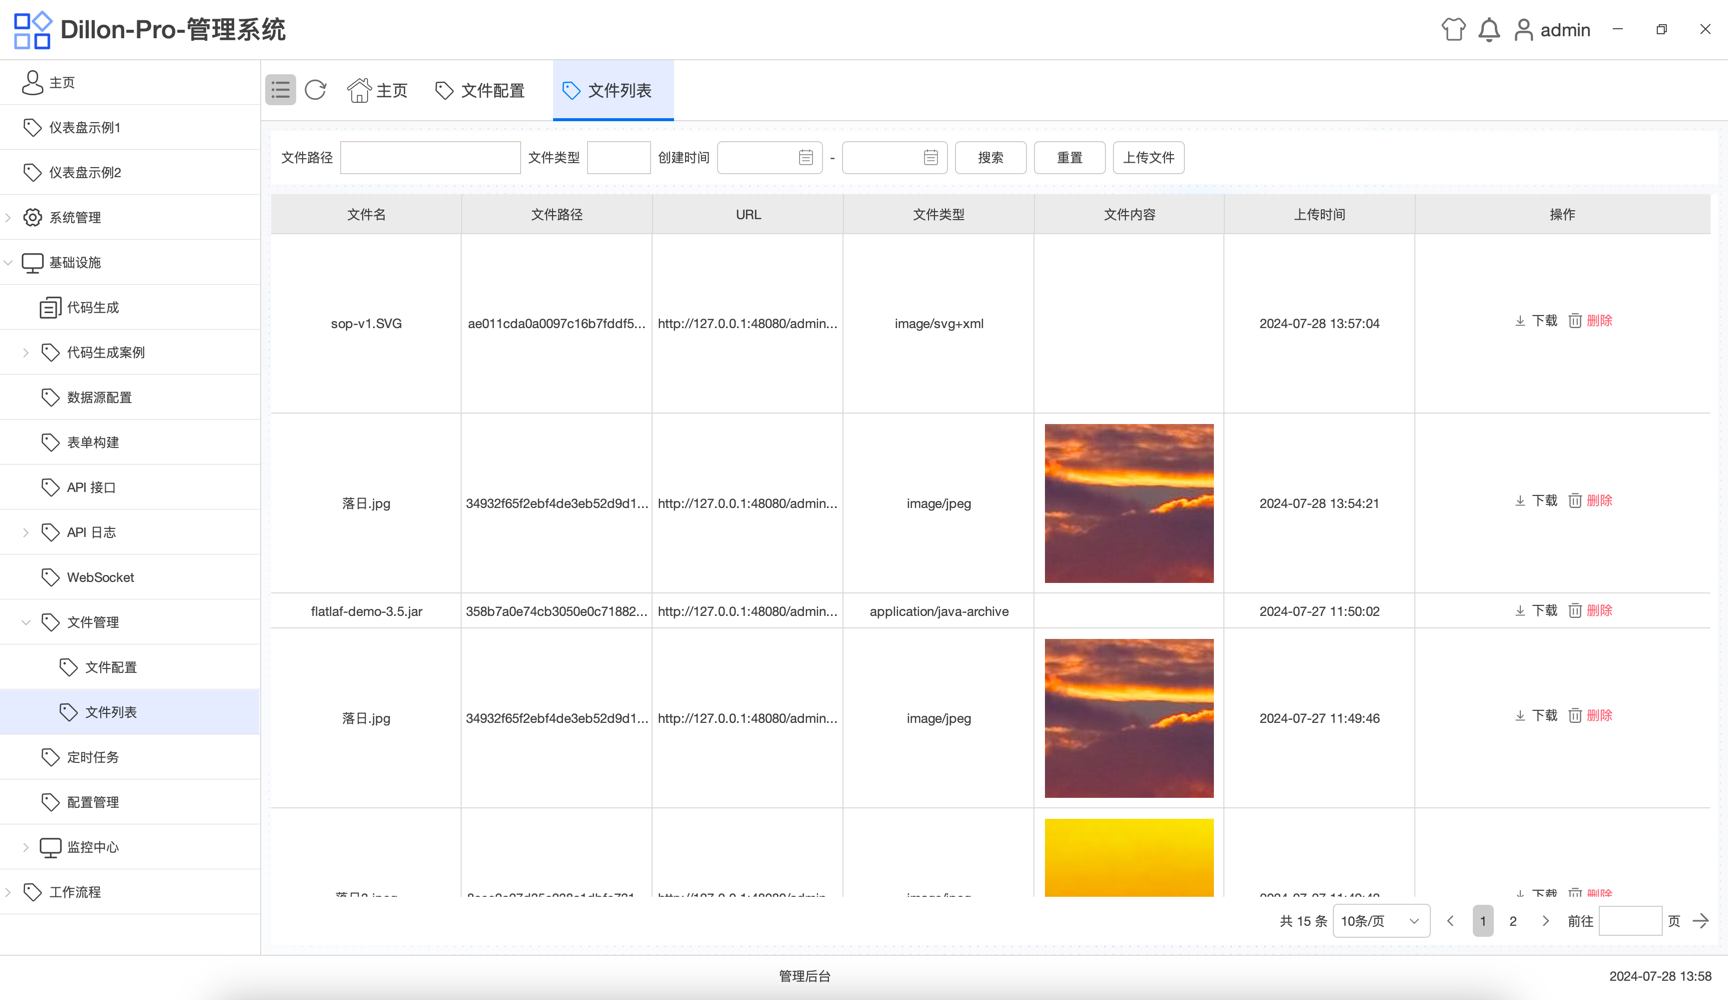 Dillon-Pro-管理系统
admin
主页
仪表盘示例1
仪表盘示例2
系统管理
基础设施
代码生成
代码生成案例
数据源配置
表单构建
API 接口
API 日志
WebSocket
文件管理
文件配置
文件列表
定时任务
配置管理
监控中心
工作流程
主页 文件配置 文件列表
文件路径 文件类型 创建时间 - 搜索 重置 上传文件
文件名 文件路径 URL 文件类型 文件内容 上传时间 操作
sop-v1.SVG ae011cda0a0097c16b7fddf5... http://127.0.0.1:48080/admin... image/svg+xml 2024-07-28 13:57:04 下载 删除
落日.jpg 34932f65f2ebf4de3eb52d9d1... http://127.0.0.1:48080/admin... image/jpeg 2024-07-28 13:54:21 下载 删除
flatlaf-demo-3.5.jar 358b7a0e74cb3050e0c71882... http://127.0.0.1:48080/admin... application/java-archive 2024-07-27 11:50:02 下载 删除
落日.jpg 34932f65f2ebf4de3eb52d9d1... http://127.0.0.1:48080/admin... image/jpeg 2024-07-27 11:49:46 下载 删除
http://127.0.0.1:48080/admin... image/jpeg 下载 删除
共 15 条 10条/页 1 2 前往 页
管理后台
2024-07-28 13:58